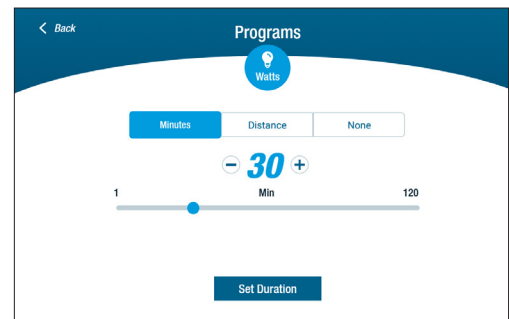 Back
Programs
Watts
Minutes Distance None
30
1 Min 120
Set Duration